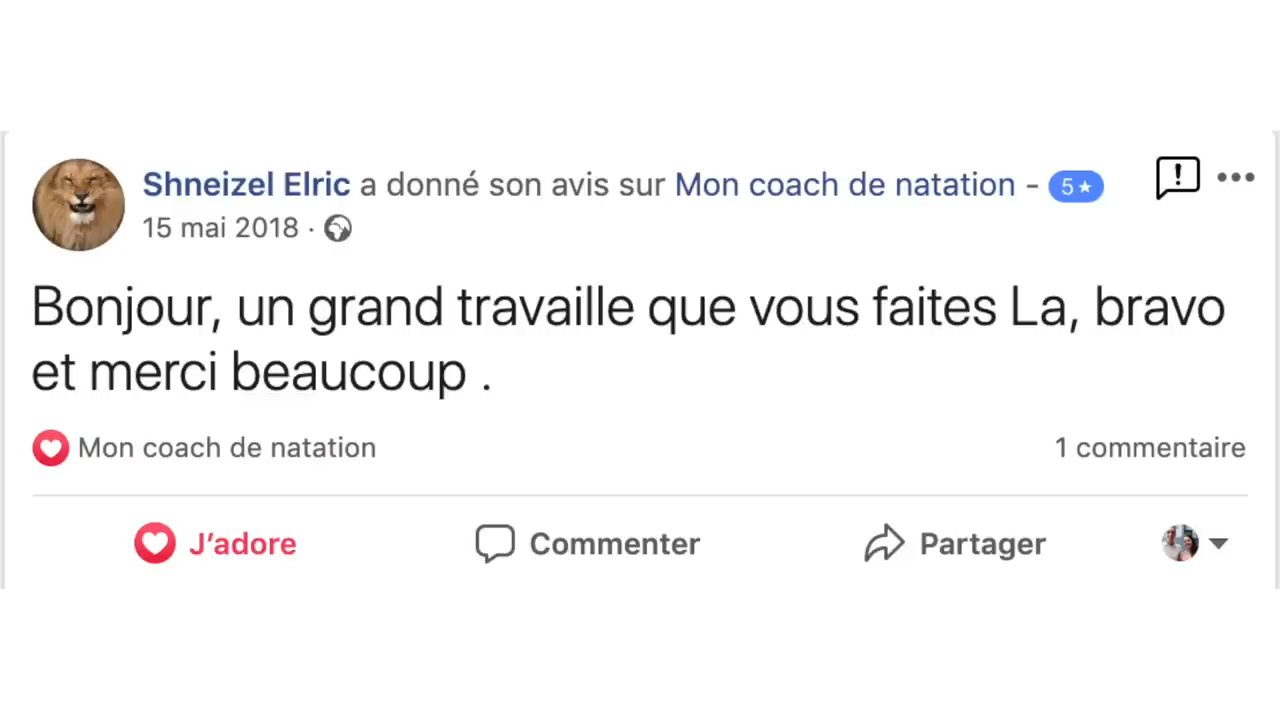 Shneizel Elric a donné son avis sur Mon coach de natation - 5★
15 mai 2018 ·
Bonjour, un grand travaille que vous faites La, bravo
et merci beaucoup .
Mon coach de natation 1 commentaire
J'adore Commenter Partager